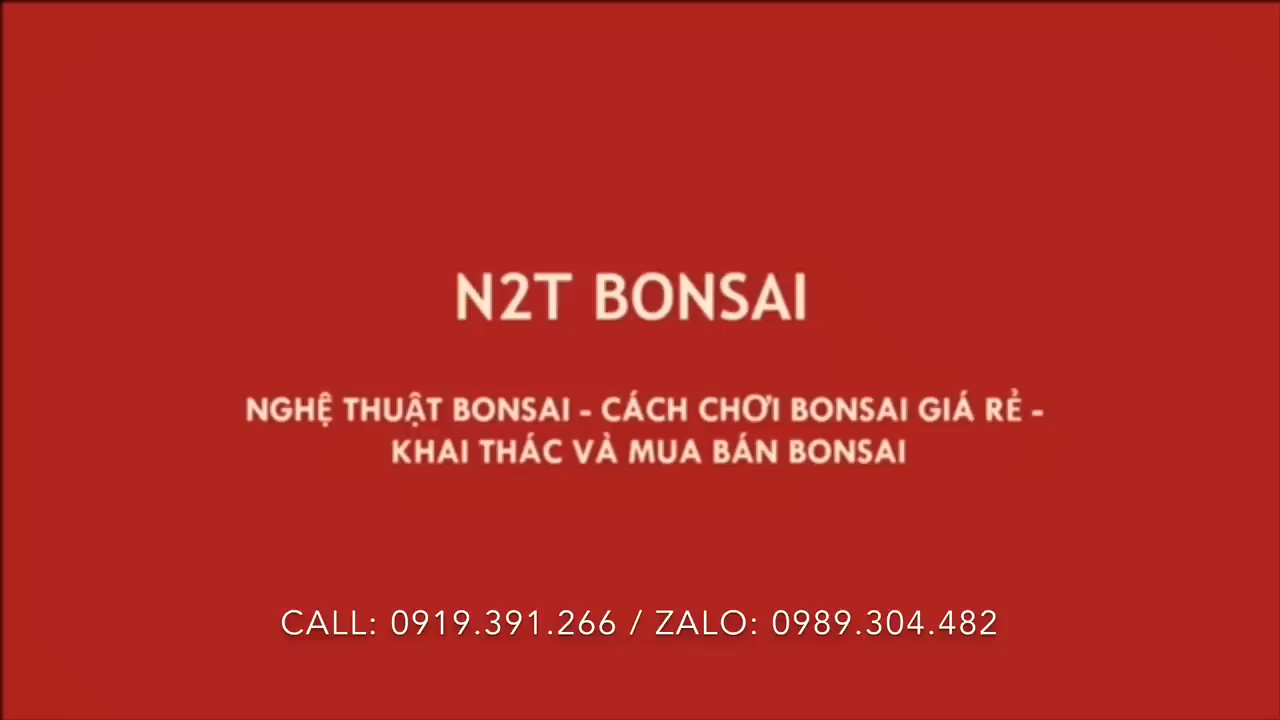 N2T BONSAI
NGHỆ THUẬT BONSAI - CÁCH CHƠI BONSAI GIÁ RẺ -
KHAI THÁC VÀ MUA BÁN BONSAI
CALL: 0919.391.266 / ZALO: 0989.304.482